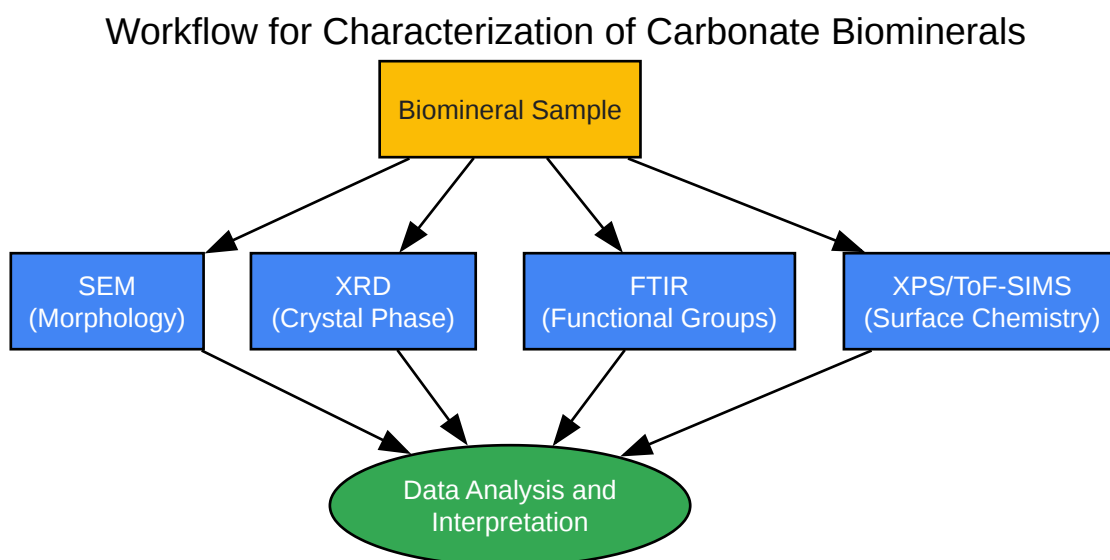 Workflow for Characterization of Carbonate Biominerals
Biomineral Sample
SEM
(Morphology)
XRD
(Crystal Phase)
FTIR
(Functional Groups)
XPS/ToF-SIMS
(Surface Chemistry)
Data Analysis and
Interpretation